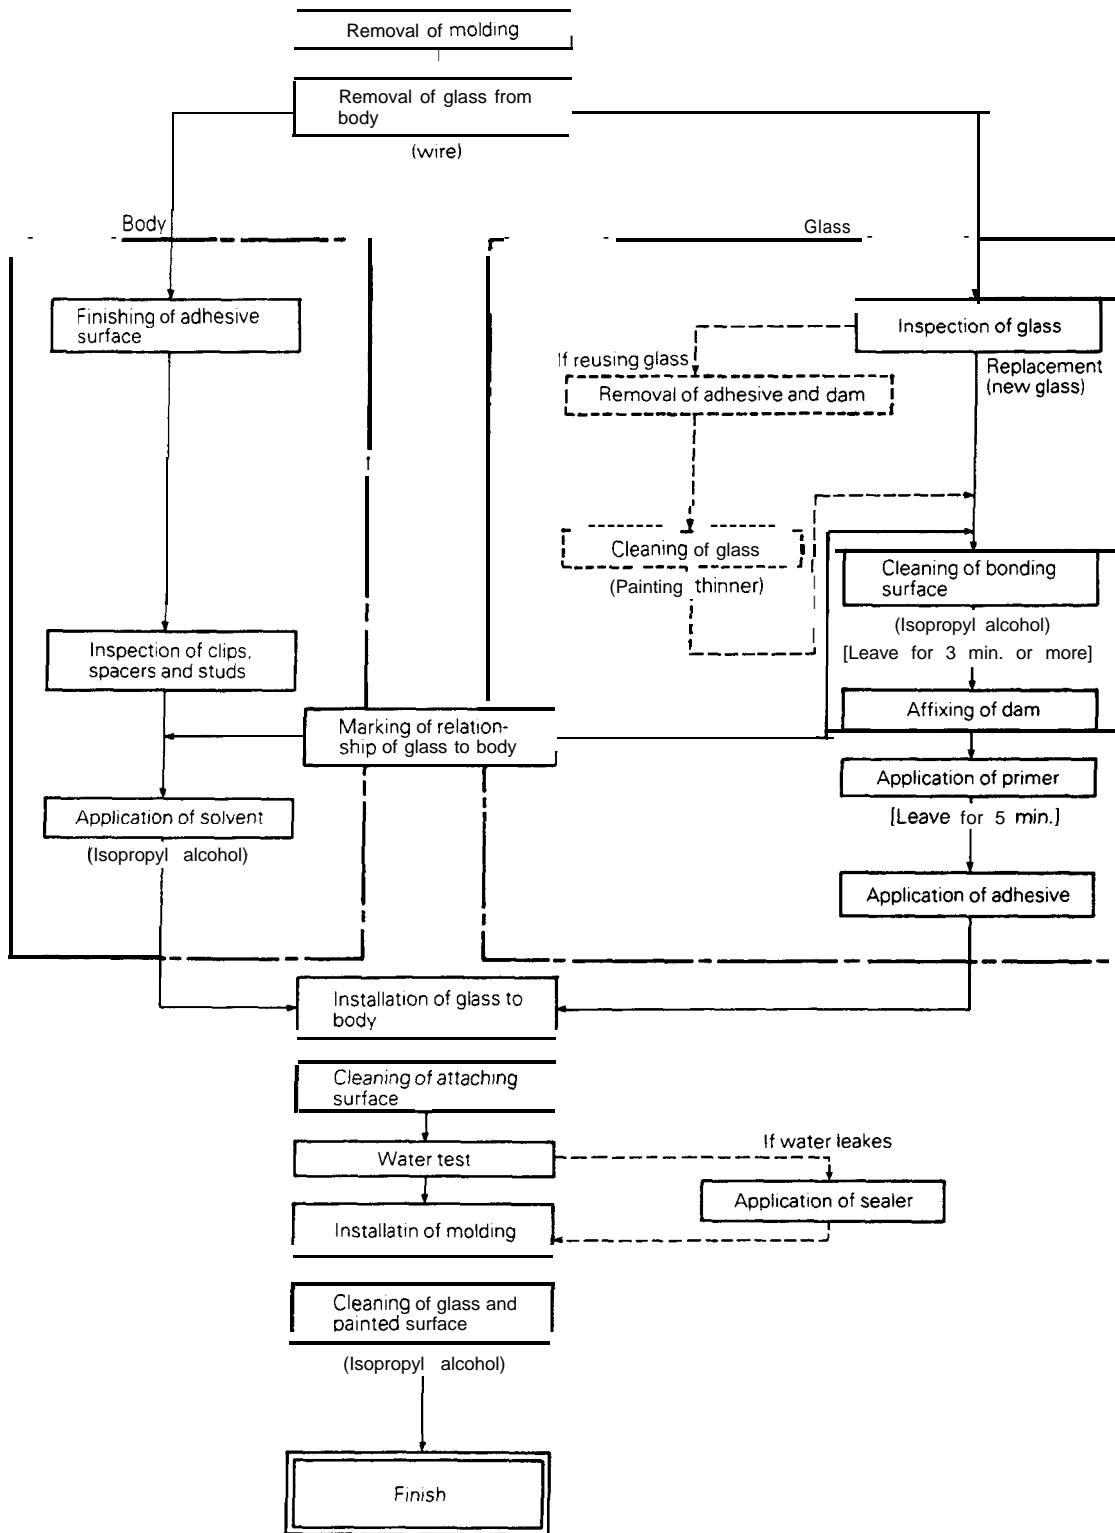 Removal of molding
Removal of glass from
body
(wire)
Body
Glass
Finishing of adhesive
surface
Inspection of glass
If reusing glass
Replacement
(new glass)
Removal of adhesive and dam
Cleaning of glass
(Painting thinner)
Cleaning of bonding
surface
(Isopropyl alcohol)
[Leave for 3 min. or more]
Inspection of clips,
spacers and studs
Affixing of dam
Marking of relation-
ship of glass to body
Application of primer
[Leave for 5 min.]
Application of solvent
(Isopropyl alcohol)
Application of adhesive
Installation of glass to
body
Cleaning of attaching
surface
Water test
If water leakes
Application of sealer
Installatin of molding
Cleaning of glass and
painted surface
(Isopropyl alcohol)
Finish